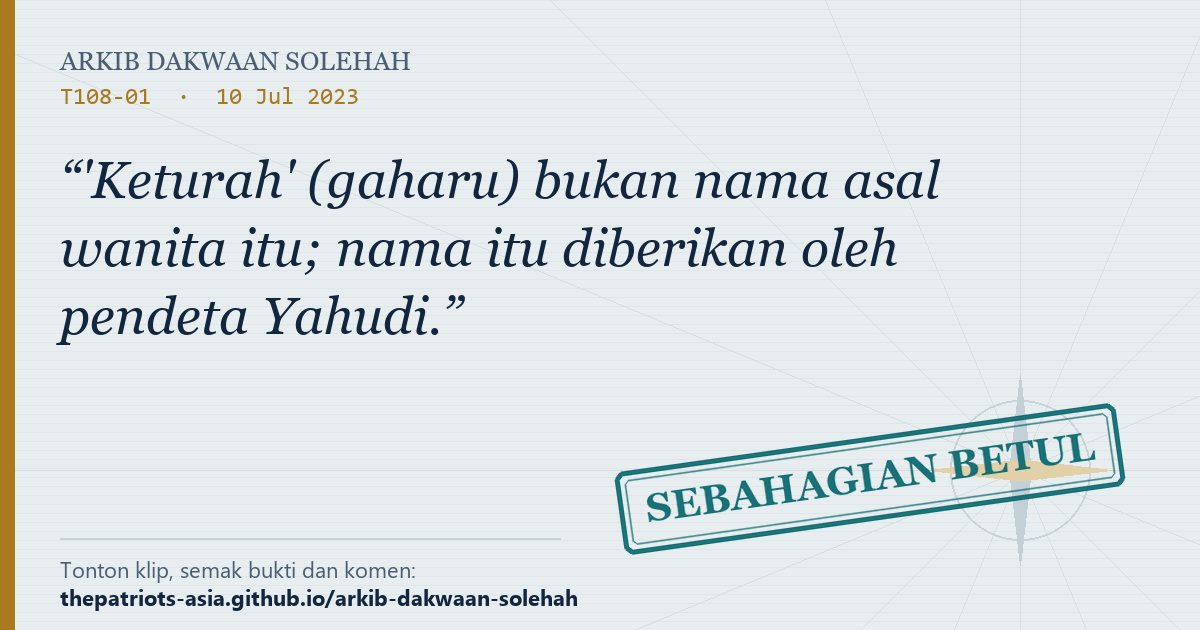 ARKIB DAKWAAN SOLEHAH
T108-01 · 10 Jul 2023
“'Keturah' (gaharu) bukan nama asal
wanita itu; nama itu diberikan oleh
pendeta Yahudi.”
SEBAHAGIAN BETUL
Tonton klip, semak bukti dan komen:
thepatriots-asia.github.io/arkib-dakwaan-solehah